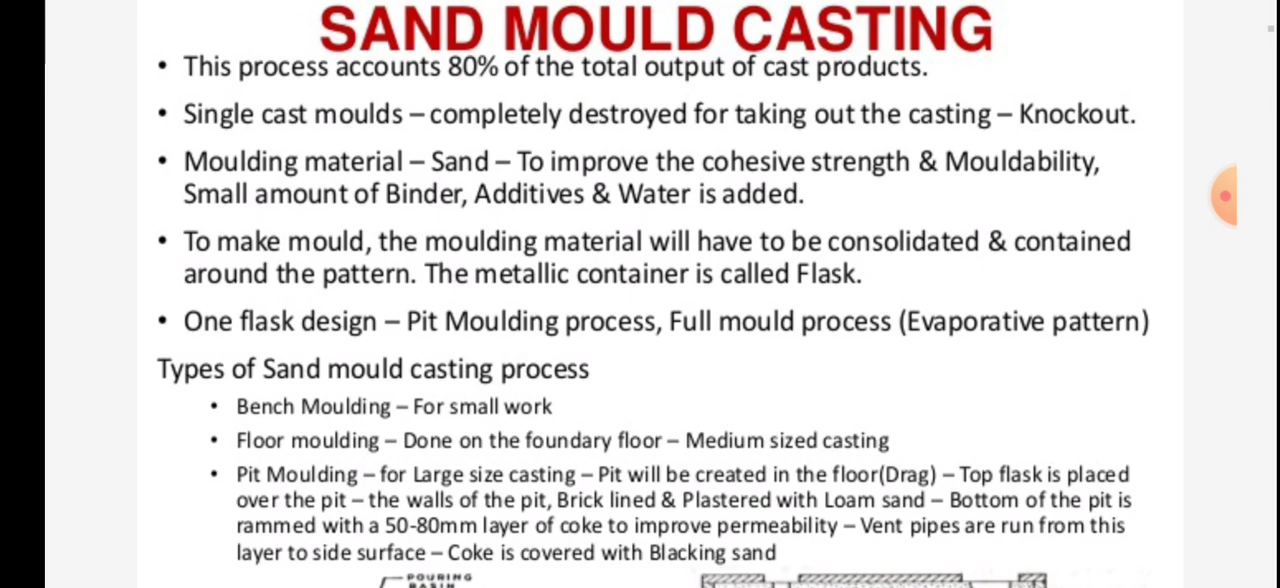 SAND MOULD CASTING
• This process accounts 80% of the total output of cast products.
• Single cast moulds – completely destroyed for taking out the casting – Knockout.
• Moulding material – Sand – To improve the cohesive strength & Mouldability,
Small amount of Binder, Additives & Water is added.
• To make mould, the moulding material will have to be consolidated & contained
around the pattern. The metallic container is called Flask.
• One flask design – Pit Moulding process, Full mould process (Evaporative pattern)
Types of Sand mould casting process
• Bench Moulding – For small work
• Floor moulding – Done on the foundary floor – Medium sized casting
• Pit Moulding – for Large size casting – Pit will be created in the floor(Drag) – Top flask is placed
over the pit – the walls of the pit, Brick lined & Plastered with Loam sand – Bottom of the pit is
rammed with a 50-80mm layer of coke to improve permeability – Vent pipes are run from this
layer to side surface – Coke is covered with Blacking sand
POURING
BASIN